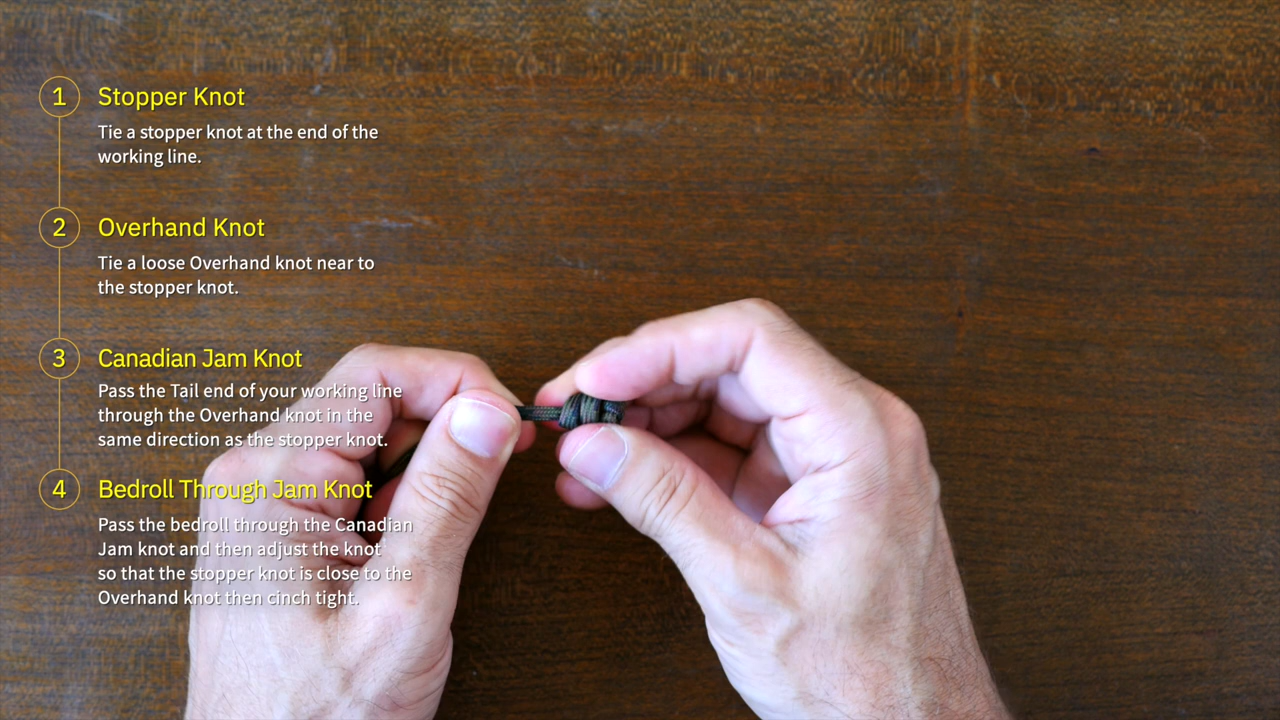 1 Stopper Knot
Tie a stopper knot at the end of the
working line.
2 Overhand Knot
Tie a loose Overhand knot near to
the stopper knot.
3 Canadian Jam Knot
Pass the Tail end of your working line
through the Overhand knot in the
same direction as the stopper knot.
4 Bedroll Through Jam Knot
Pass the bedroll through the Canadian
Jam knot and then adjust the knot
so that the stopper knot is close to the
Overhand knot then cinch tight.